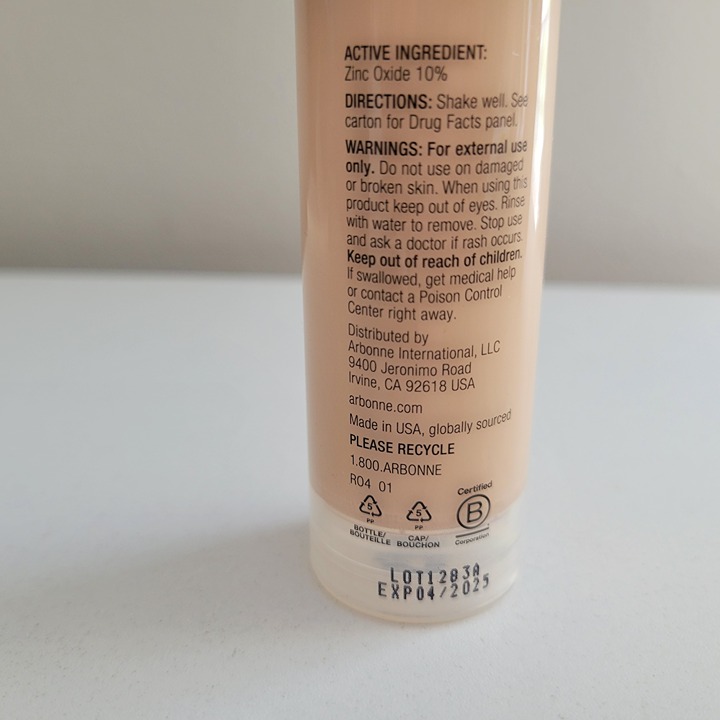 ACTIVE INGREDIENT:
Zinc Oxide 10%
DIRECTIONS: Shake well. See
carton for Drug Facts panel.
WARNINGS: For external use
only. Do not use on damaged
or broken skin. When using this
product keep out of eyes. Rinse
with water to remove. Stop use
and ask a doctor if rash occurs.
Keep out of reach of children.
If swallowed, get medical help
or contact a Poison Control
Center right away.
Distributed by
Arbonne International, LLC
9400 Jeronimo Road
Irvine, CA 92618 USA
arbonne.com
Made in USA, globally sourced
PLEASE RECYCLE
1.800.ARBONNE
R04 01
5
PP
BOTTLE/
BOUTEILLE
5
PP
CAP/
BOUCHON
Certified
B
Corporation
LOT1283A
EXP04/2025